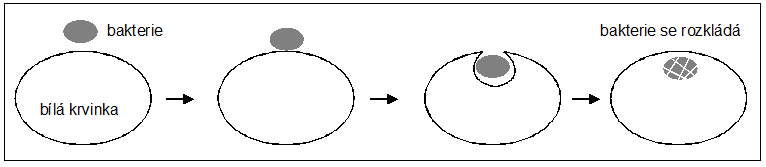 bakterie
bakterie se rozkládá
bílá krvinka